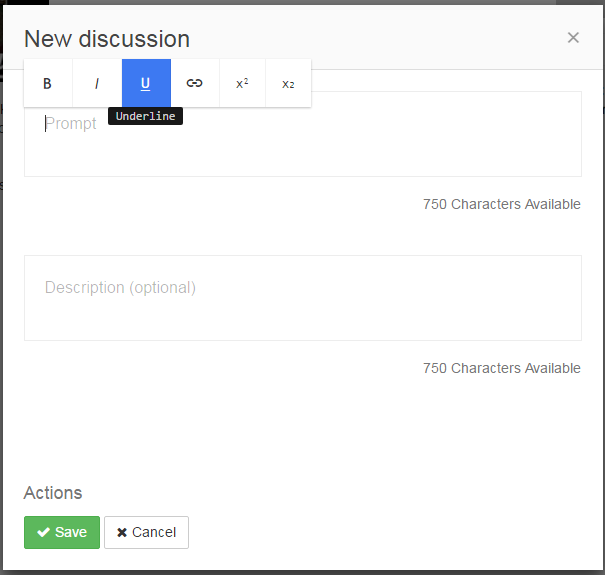 New discussion ×
B I U x² x₂
Underline
Prompt
750 Characters Available
Description (optional)
750 Characters Available
Actions
Save Cancel